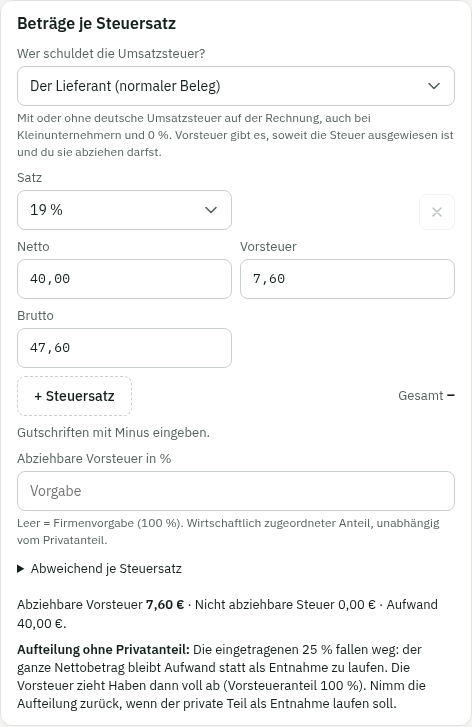 Beträge je Steuersatz
Wer schuldet die Umsatzsteuer?
Der Lieferant (normaler Beleg)
Mit oder ohne deutsche Umsatzsteuer auf der Rechnung, auch bei
Kleinunternehmern und 0 %. Vorsteuer gibt es, soweit die Steuer ausgewiesen ist
und du sie abziehen darfst.
Satz
19 %
Netto
Vorsteuer
40,00
7,60
Brutto
47,60
+ Steuersatz
Gesamt –
Gutschriften mit Minus eingeben.
Abziehbare Vorsteuer in %
Vorgabe
Leer = Firmenvorgabe (100 %). Wirtschaftlich zugeordneter Anteil, unabhängig
vom Privatanteil.
Abweichend je Steuersatz
Abziehbare Vorsteuer 7,60 € · Nicht abziehbare Steuer 0,00 € · Aufwand
40,00 €.
Aufteilung ohne Privatanteil: Die eingetragenen 25 % fallen weg: der
ganze Nettobetrag bleibt Aufwand statt als Entnahme zu laufen. Die
Vorsteuer zieht Haben dann voll ab (Vorsteueranteil 100 %). Nimm die
Aufteilung zurück, wenn der private Teil als Entnahme laufen soll.